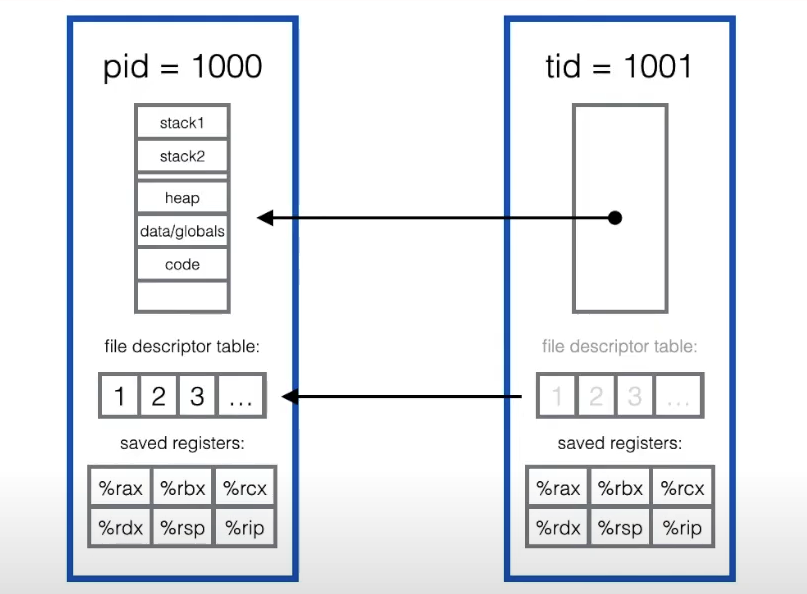 pid = 1000
stack1
stack2
heap
data/globals
code
file descriptor table:
1 2 3 ...
saved registers:
%rax %rbx %rcx
%rdx %rsp %rip
tid = 1001
file descriptor table:
1 2 3 ...
saved registers:
%rax %rbx %rcx
%rdx %rsp %rip